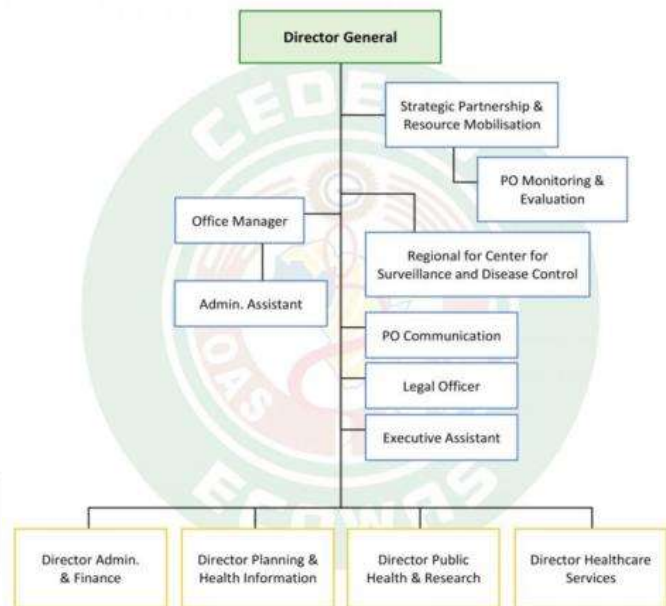 Director General
Strategic Partnership &
Resource Mobilisation
PO Monitoring &
Evaluation
Office Manager
Regional for Center for
Surveillance and Disease Control
Admin. Assistant
PO Communication
Legal Officer
Executive Assistant
Director Admin.
& Finance
Director Planning &
Health Information
Director Public
Health & Research
Director Healthcare
Services
ECOWAS